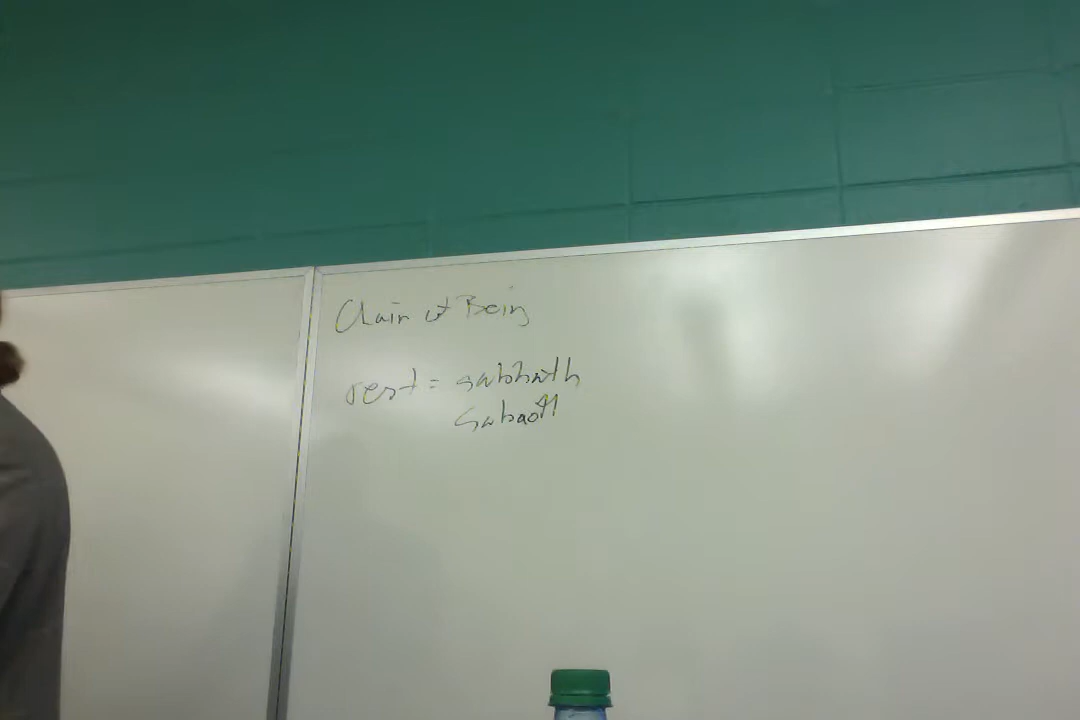 Chain of Being
rest = sabbath
Sabaoth